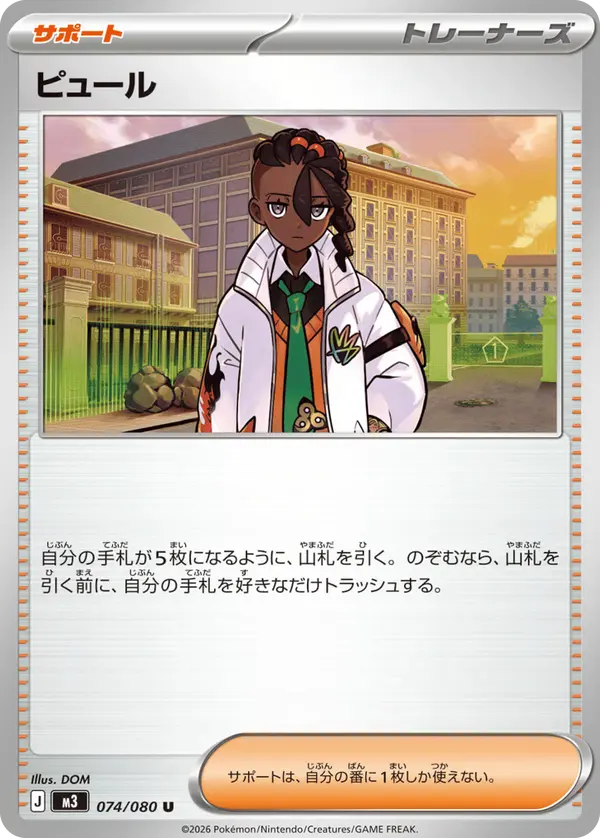 サポート トレーナーズ
ピュール
自分の手札が5枚になるように、山札を引く。のぞむなら、山札を
引く前に、自分の手札を好きなだけトラッシュする。
サポートは、自分の番に1枚しか使えない。
Illus. DOM
J M3 074/080 U
©2026 Pokémon/Nintendo/Creatures/GAME FREAK.